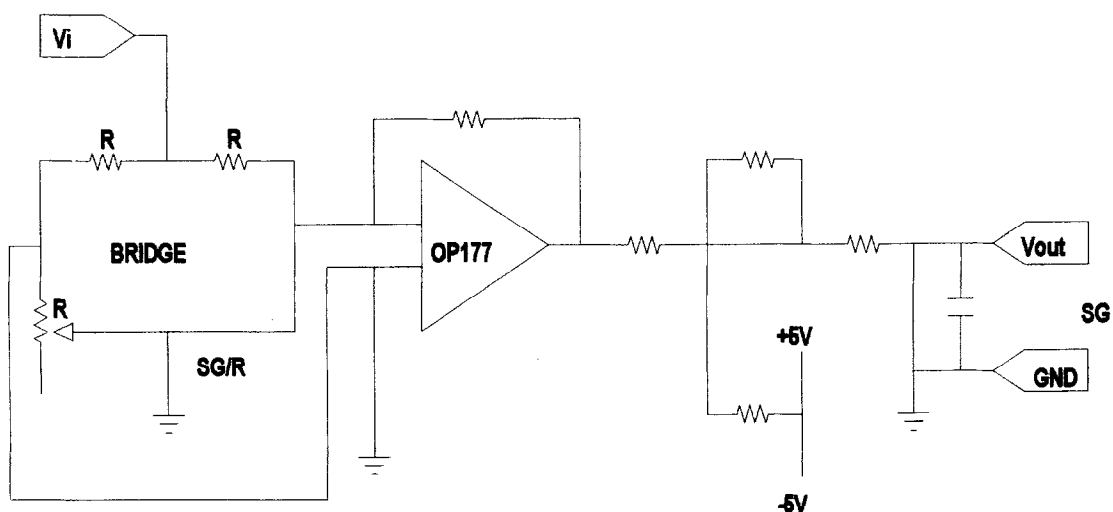 Vi
R
R
BRIDGE
R
SG/R
OP177
+5V
-5V
Vout
SG
GND